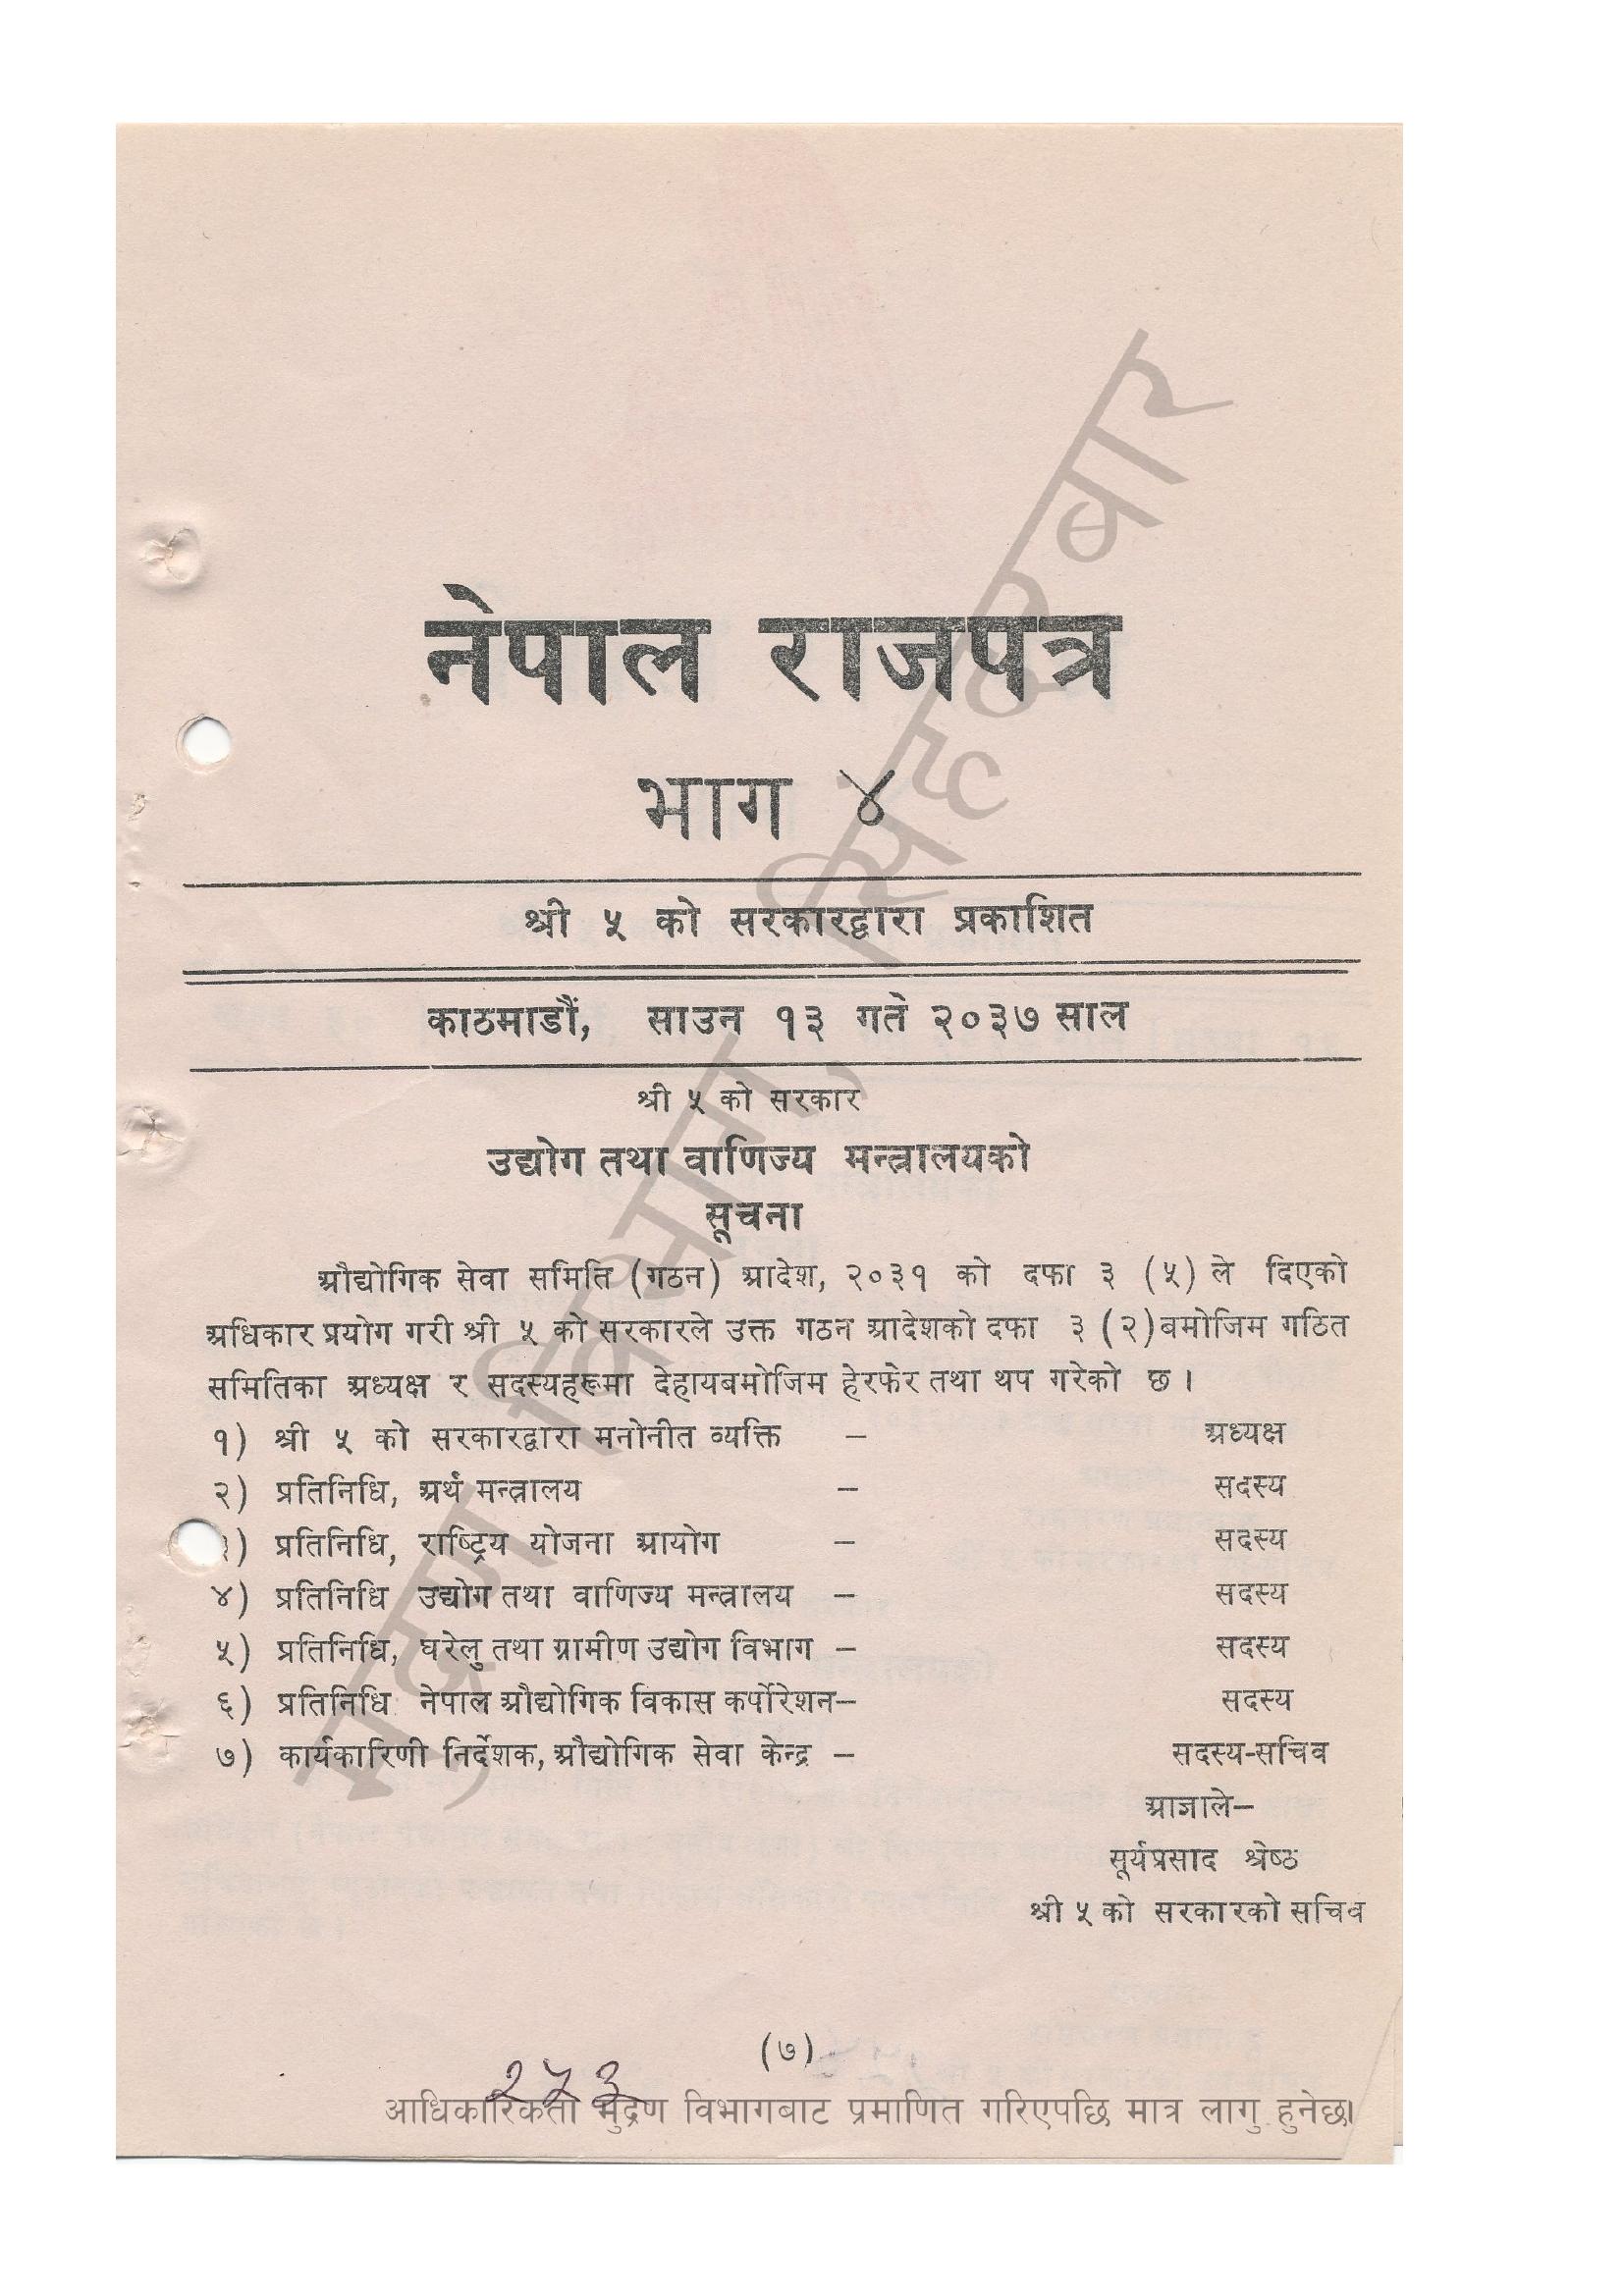 नेपाल राजपत्र
भाग ४
श्री ५ को सरकारद्वारा प्रकाशित
काठमाडौं, साउन १३ गते २०३७ साल
श्री ५ को सरकार
उद्योग तथा वाणिज्य मन्त्रालयको
सूचना
औद्योगिक सेवा समिति (गठन) आदेश, २०३१ को दफा ३ (५) ले दिएको
अधिकार प्रयोग गरी श्री ५ को सरकारले उक्त गठन आदेशको दफा ३ (२) बमोजिम गठित
समितिका अध्यक्ष र सदस्यहरूमा देहायबमोजिम हेरफेर तथा थप गरेको छ ।
१) श्री ५ को सरकारद्वारा मनोनीत व्यक्ति – अध्यक्ष
२) प्रतिनिधि, अर्थ मन्त्रालय – सदस्य
) प्रतिनिधि, राष्ट्रिय योजना आयोग – सदस्य
४) प्रतिनिधि उद्योग तथा वाणिज्य मन्त्रालय – सदस्य
५) प्रतिनिधि, घरेलु तथा ग्रामीण उद्योग विभाग – सदस्य
६) प्रतिनिधि नेपाल औद्योगिक विकास कर्पोरेशन– सदस्य
७) कार्यकारिणी निर्देशक, औद्योगिक सेवा केन्द्र – सदस्य-सचिव
आज्ञाले–
सूर्यप्रसाद श्रेष्ठ
श्री ५ को सरकारको सचिव
(७)
२५३
आधिकारिकता मुद्रण विभागबाट प्रमाणित गरिएपछि मात्र लागु हुनेछ।
मुद्रण विभाग, सिंहदरबार